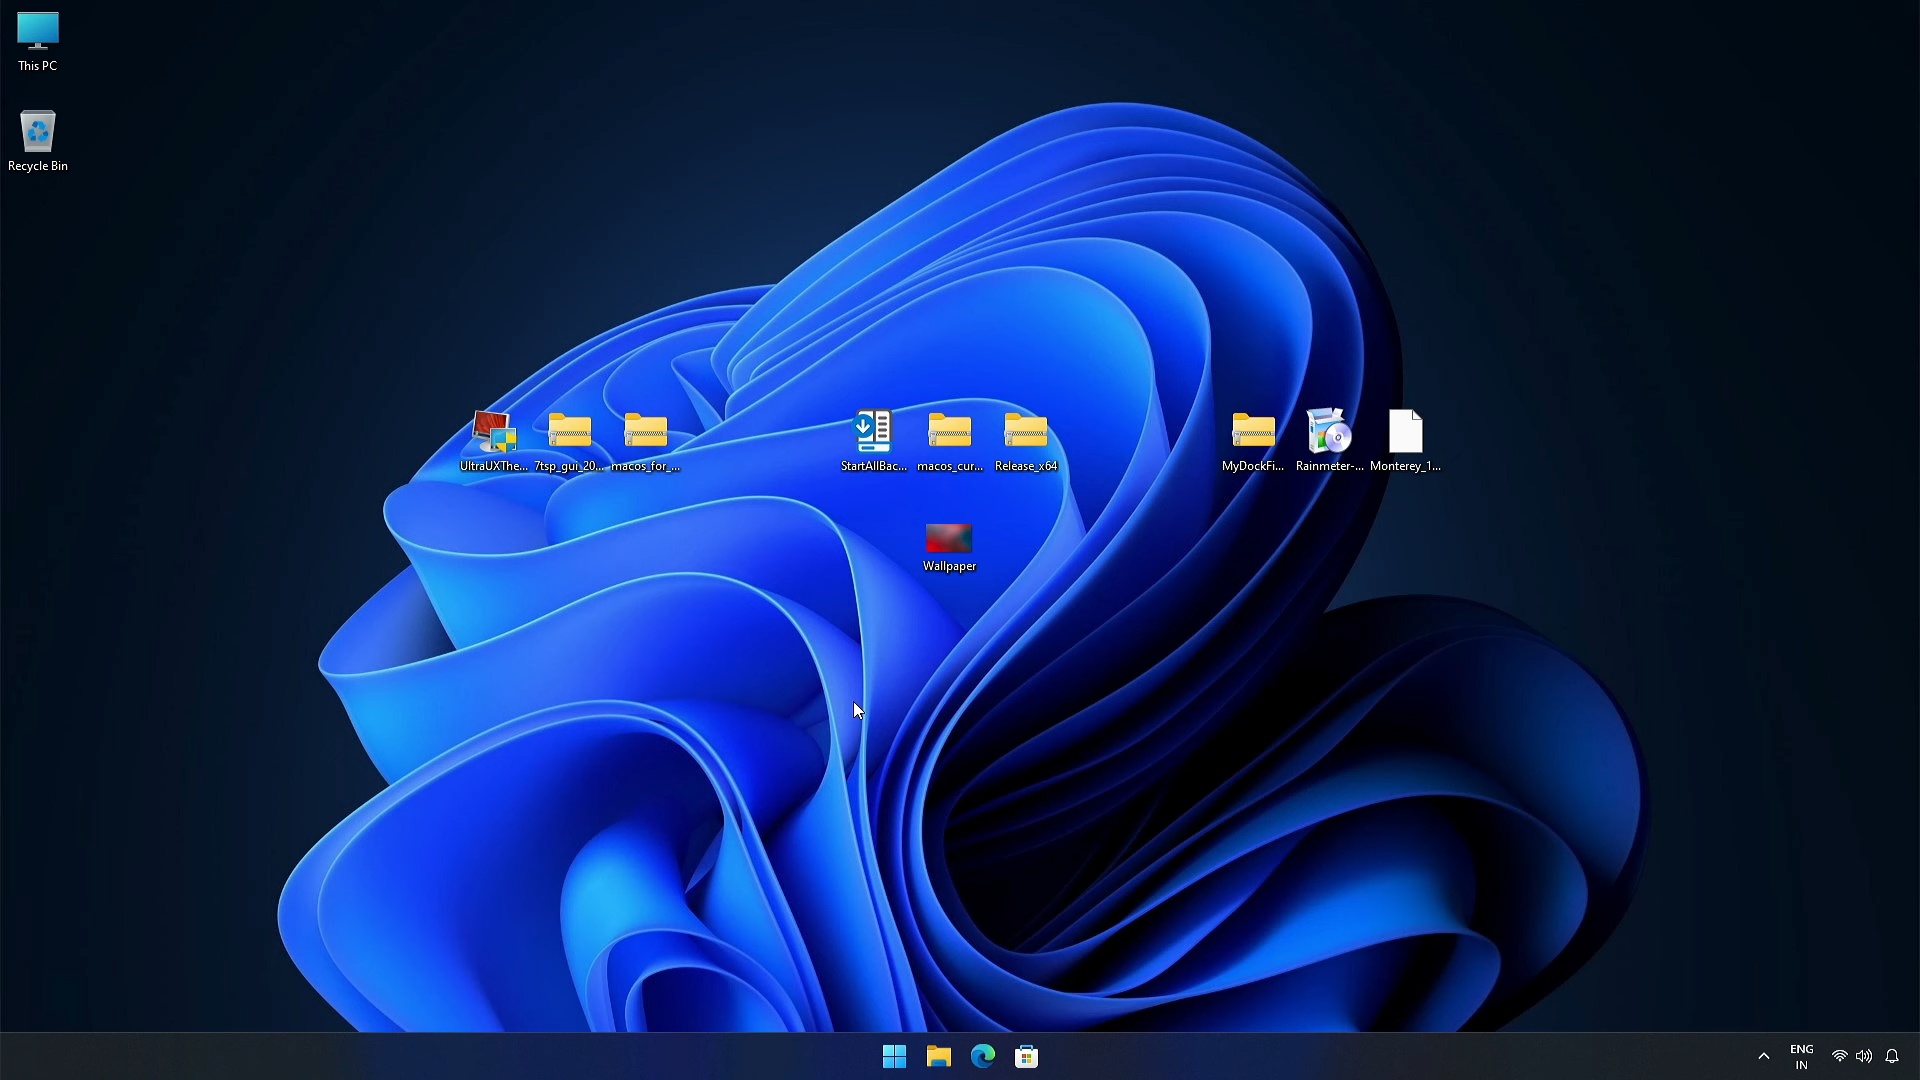 This PC
Recycle Bin
UltraUXThe...
7tsp_gui_20...
macos_for_...
StartAllBac...
macos_cur...
Release_x64
MyDockFi...
Rainmeter-...
Monterey_1...
Wallpaper
ENG
IN